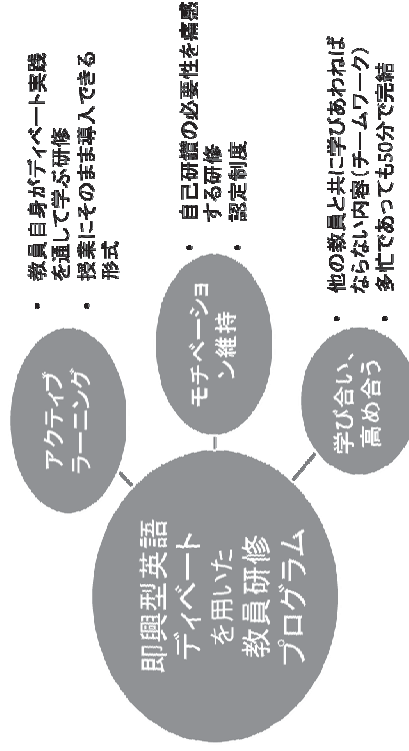 即興型英語
ディベート
を用いた
教員研修
プログラム
アクティブ
ラーニング
• 教員自身がディベート実践
を通して学ぶ研修
• 授業にそのまま導入できる
形式
モチベーショ
ン維持
• 自己研鑽の必要性を痛感
する研修
• 認定制度
学び合い、
高め合う
• 他の教員と共に学びあわねば
ならない内容(チームワーク)
• 多忙であっても50分で完結